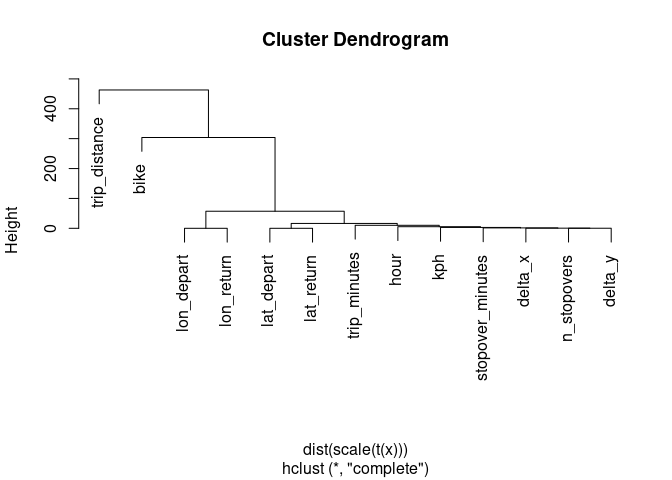 Cluster Dendrogram
Height
0
200
400
trip_distance
bike
lon_depart
lon_return
lat_depart
lat_return
trip_minutes
hour
kph
stopover_minutes
delta_x
n_stopovers
delta_y
dist(scale(t(x)))
hclust (*, "complete")